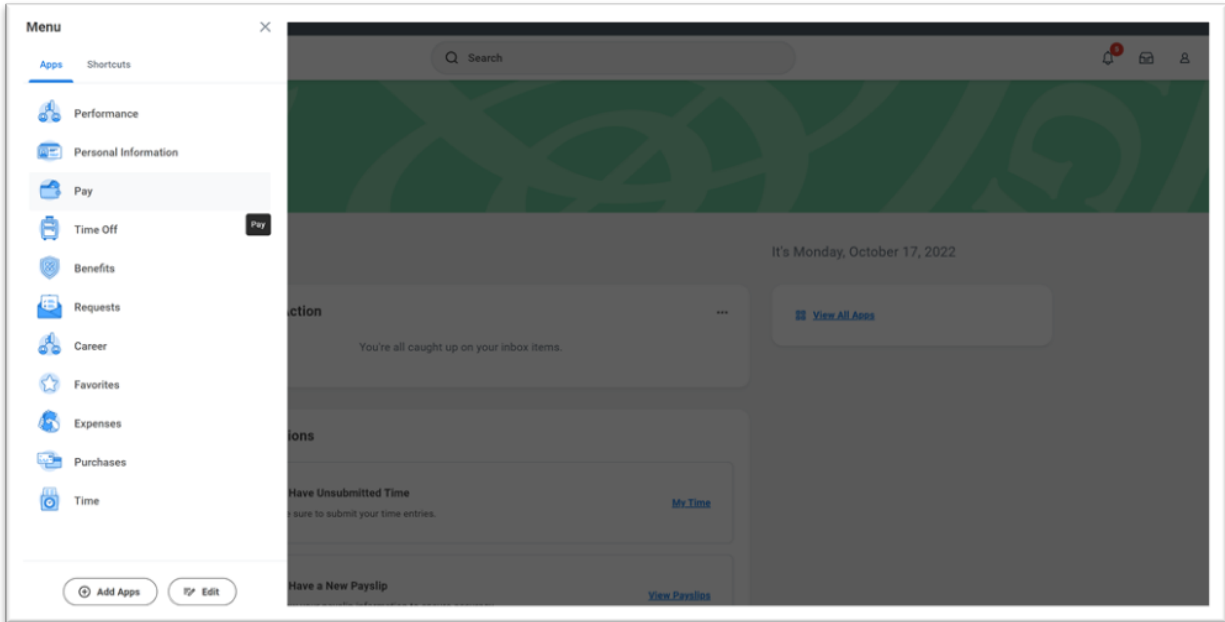 Menu
Apps Shortcuts
Performance
Personal Information
Pay
Time Off
Pay
Benefits
Requests
Career
Favorites
Expenses
Purchases
Time
Add Apps Edit
Search
It's Monday, October 17, 2022
ction
View All Apps
You're all caught up on your inbox items.
ions
Have Unsubmitted Time
sure to submit your time entries.
My Time
Have a New Payslip
View Payslips